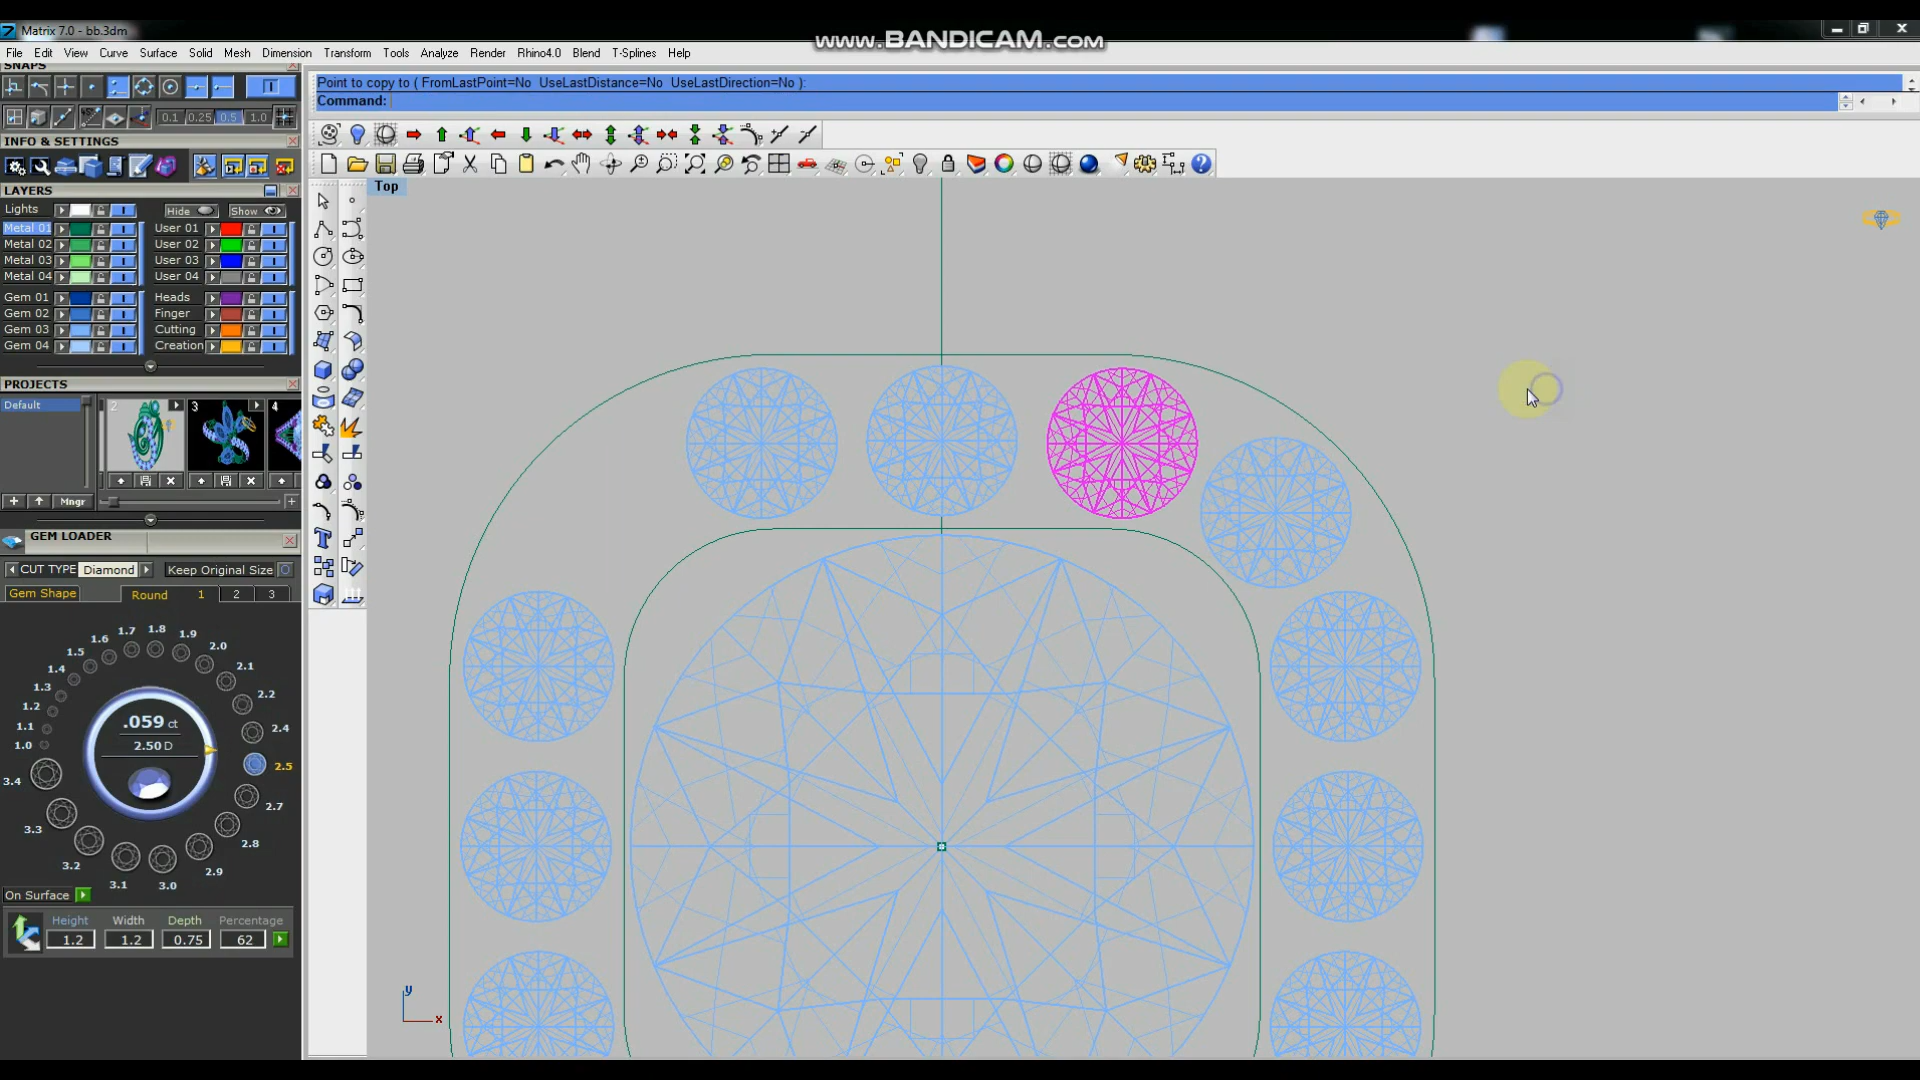 Matrix 7.0 - bb.3dm
www.BANDICAM.COM
File Edit View Curve Surface Solid Mesh Dimension Transform Tools Analyze Render Rhino4.0 Blend T-Splines Help
SNAPS
Point to copy to ( FromLastPoint=No UseLastDistance=No UseLastDirection=No ):
Command:
0.1 0.25 0.5 1.0
INFO & SETTINGS
LAYERS
Top
Lights Hide Show
Metal 01 User 01
Metal 02 User 02
Metal 03 User 03
Metal 04 User 04
Gem 01 Heads
Gem 02 Finger
Gem 03 Cutting
Gem 04 Creation
PROJECTS
Default 2 3 4
Mngr
GEM LOADER
CUT TYPE Diamond Keep Original Size
Gem Shape Round 1 2 3
1.0
1.1
1.2
1.3
1.4
1.5
1.6
1.7
1.8
1.9
2.0
2.1
2.2
2.4
2.5
2.7
2.8
2.9
3.0
3.1
3.2
3.3
3.4
.059 ct
2.50 D
On Surface
Height Width Depth Percentage
1.2 1.2 0.75 62
y
x